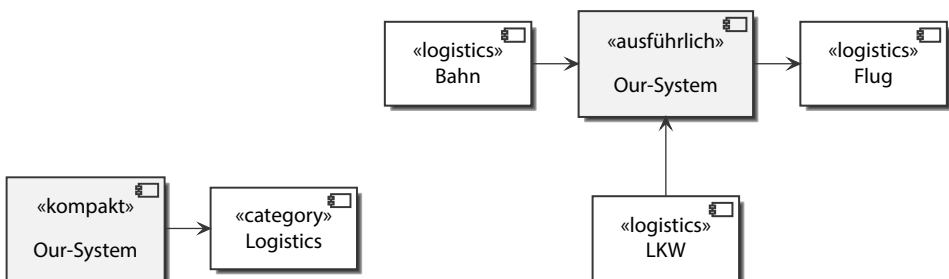 «logistics»
Bahn
«ausführlich»
Our-System
«logistics»
Flug
«kompakt»
Our-System
«category»
Logistics
«logistics»
LKW